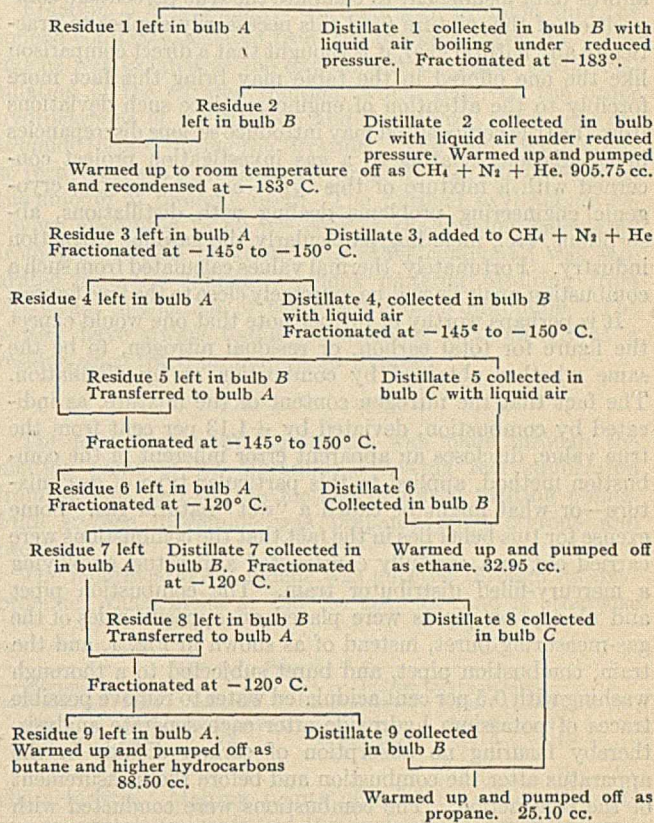 Residue 1 left in bulb A
Distillate 1 collected in bulb B with
liquid air boiling under reduced
pressure. Fractionated at −183°.
Residue 2
left in bulb B
Distillate 2 collected in bulb
C with liquid air under reduced
pressure. Warmed up and pumped
off as CH₄ + N₂ + He. 905.75 cc.
Warmed up to room temperature
and recondensed at −183° C.
Residue 3 left in bulb A
Fractionated at −145° to −150° C.
Distillate 3, added to CH₄ + N₂ + He
Residue 4 left in bulb A
Distillate 4, collected in bulb B
with liquid air
Fractionated at −145° to −150° C.
Residue 5 left in bulb B
Transferred to bulb A
Distillate 5 collected in
bulb C with liquid air
Fractionated at −145° to 150° C.
Residue 6 left in bulb A
Fractionated at −120° C.
Distillate 6
Collected in bulb B
Residue 7 left
in bulb A
Distillate 7 collected in
bulb B. Fractionated
at −120° C.
Warmed up and pumped off
as ethane. 32.95 cc.
Residue 8 left in bulb B
Transferred to bulb A
Distillate 8 collected
in bulb C
Fractionated at −120° C.
Residue 9 left in bulb A.
Warmed up and pumped off as
butane and higher hydrocarbons
88.50 cc.
Distillate 9 collected
in bulb B
Warmed up and pumped off as
propane. 25.10 cc.